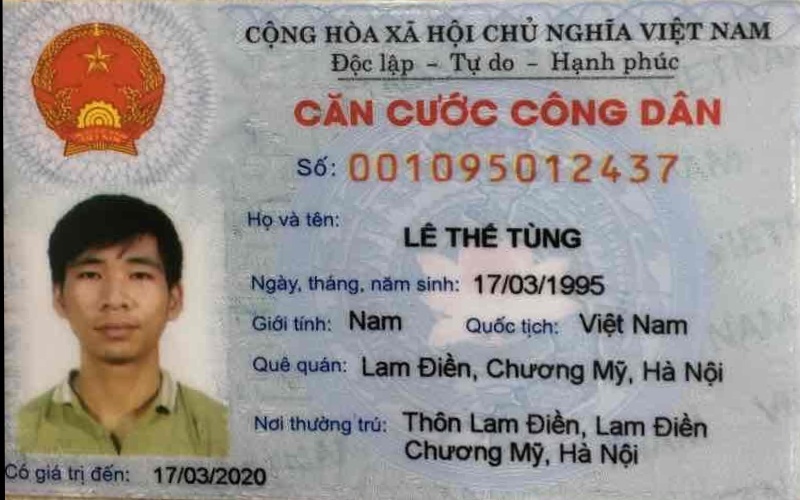 CỘNG HÒA XÃ HỘI CHỦ NGHĨA VIỆT NAM
Độc lập - Tự do - Hạnh phúc
CĂN CƯỚC CÔNG DÂN
Số: 001095012437
Họ và tên:
LÊ THẾ TÙNG
Ngày, tháng, năm sinh: 17/03/1995
Giới tính: Nam Quốc tịch: Việt Nam
Quê quán: Lam Điền, Chương Mỹ, Hà Nội
Nơi thường trú: Thôn Lam Điền, Lam Điền
Chương Mỹ, Hà Nội
Có giá trị đến: 17/03/2020